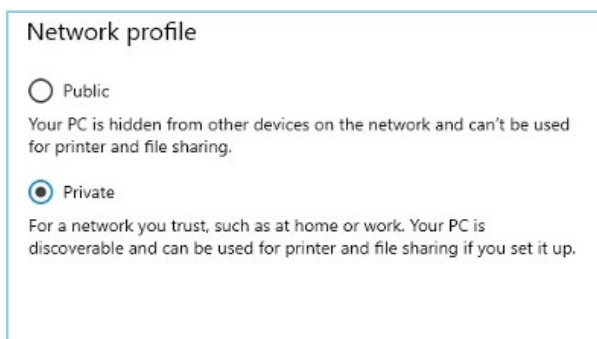 Network profile
Public
Your PC is hidden from other devices on the network and can't be used
for printer and file sharing.
Private
For a network you trust, such as at home or work. Your PC is
discoverable and can be used for printer and file sharing if you set it up.